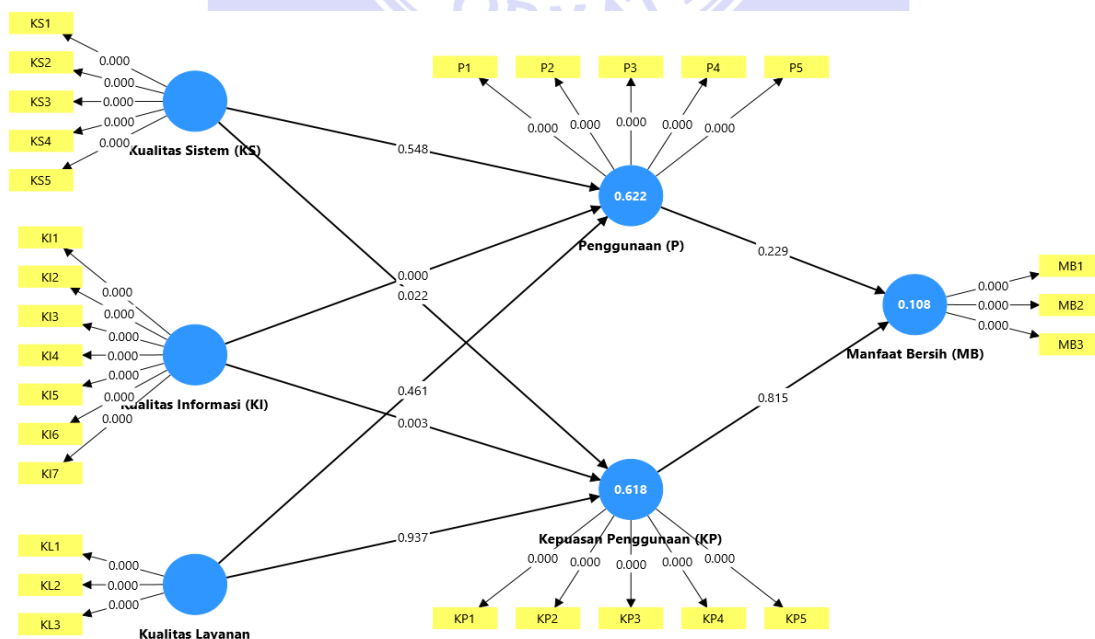 KS1
KS2
KS3
KS4
KS5
0.000
0.000
0.000
0.000
0.000
Kualitas Sistem (KS)
KI1
KI2
KI3
KI4
KI5
KI6
KI7
0.000
0.000
0.000
0.000
0.000
0.000
0.000
Kualitas Informasi (KI)
KL1
KL2
KL3
0.000
0.000
0.000
Kualitas Layanan
0.548
0.000
0.022
0.461
0.003
0.937
P1
P2
P3
P4
P5
0.000
0.000
0.000
0.000
0.000
0.622
Penggunaan (P)
0.618
Kepuasan Penggunaan (KP)
0.000
0.000
0.000
0.000
0.000
KP1
KP2
KP3
KP4
KP5
0.229
0.815
0.108
Manfaat Bersih (MB)
0.000
0.000
0.000
MB1
MB2
MB3